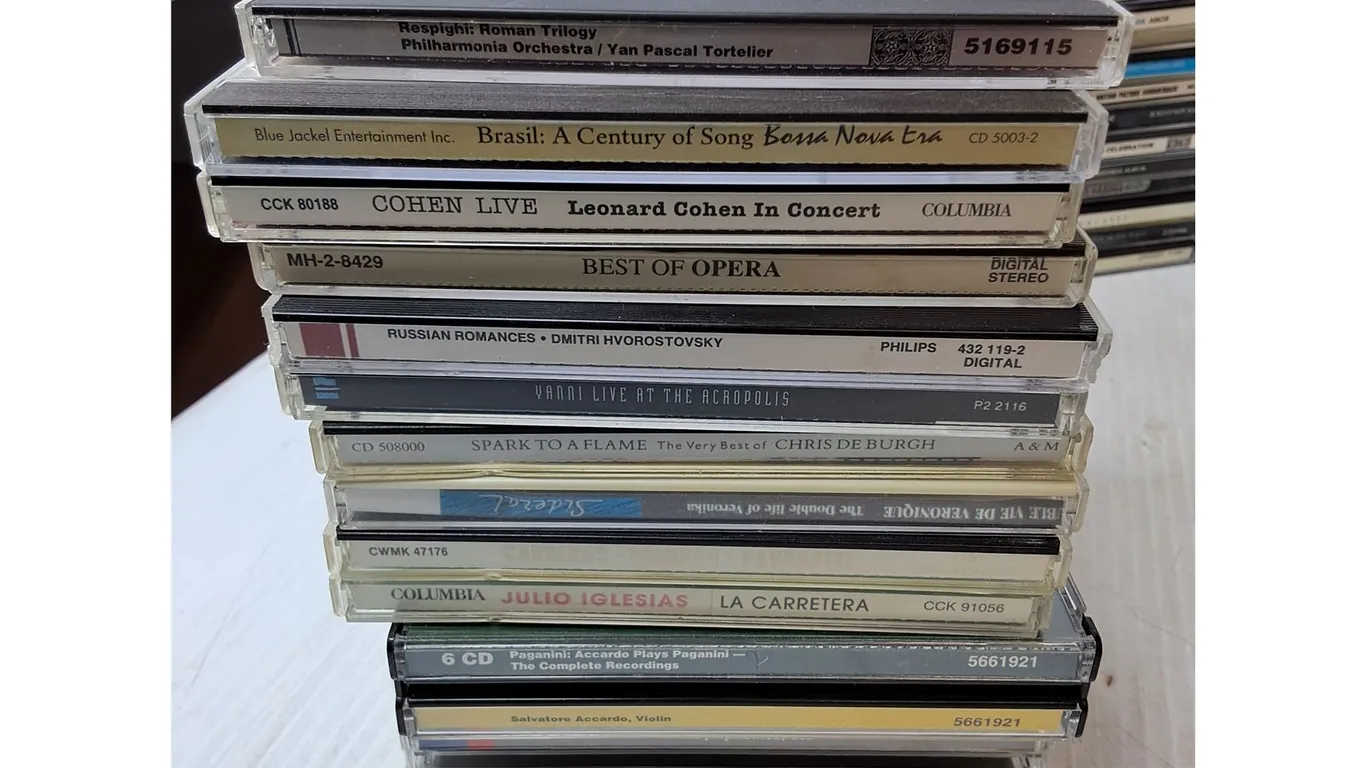 Respighi: Roman Trilogy
Philharmonia Orchestra / Yan Pascal Tortelier 5169115
Blue Jackel Entertainment Inc. Brasil: A Century of Song Bossa Nova Era CD 5003-2
CCK 80188 COHEN LIVE Leonard Cohen In Concert COLUMBIA
MH-2-8429 BEST OF OPERA DIGITAL
STEREO
RUSSIAN ROMANCES • DMITRI HVOROSTOVSKY PHILIPS 432 119-2
DIGITAL
YANNI LIVE AT THE ACROPOLIS P2 2116
CD 508000 SPARK TO A FLAME The Very Best of CHRIS DE BURGH A & M
BLE VIE DE VERONIQUE The Double life of Veronika Sideral
CWMK 47176
COLUMBIA JULIO IGLESIAS LA CARRETERA CCK 91056
6 CD Paganini: Accardo Plays Paganini —
The Complete Recordings 5661921
Salvatore Accardo, Violin 5661921
CELEBRATION